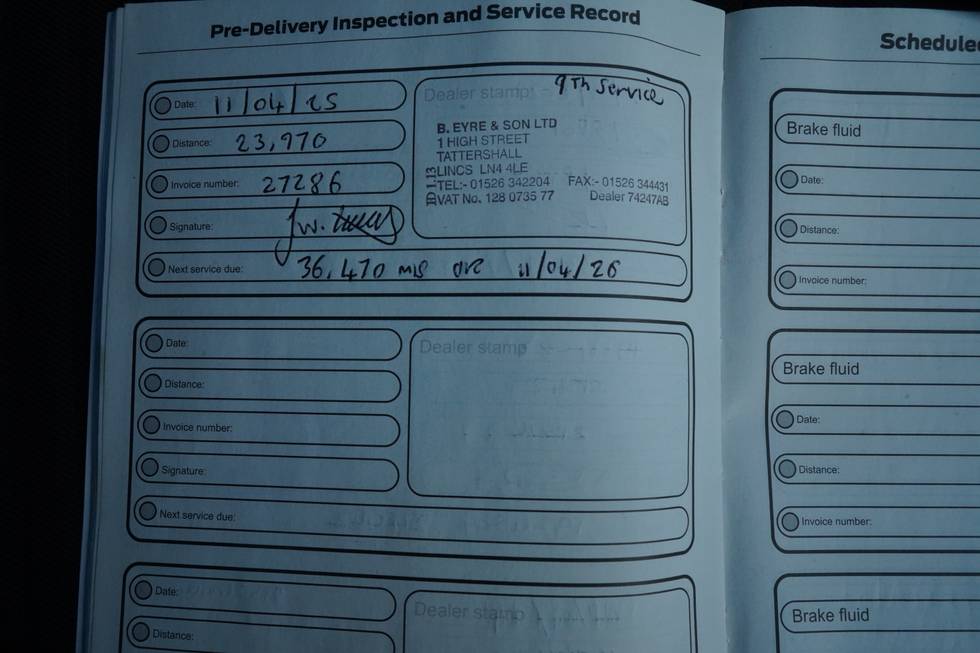 Pre-Delivery Inspection and Service Record
Date: 11/04/25
Distance: 23,970
Invoice number: 27286
Signature:
Next service due: 36,470 mls or 11/04/26
Dealer stamp 9Th Service
B. EYRE & SON LTD
1 HIGH STREET
TATTERSHALL
LINCS LN4 4LE
TEL:- 01526 342204 FAX:- 01526 344431
VAT No. 128 0735 77 Dealer 74247AB
Date:
Distance:
Invoice number:
Signature:
Next service due:
Dealer stamp
Date:
Distance:
Dealer stamp
Brake fluid
Date:
Distance:
Invoice number:
Brake fluid
Date:
Distance:
Invoice number:
Brake fluid